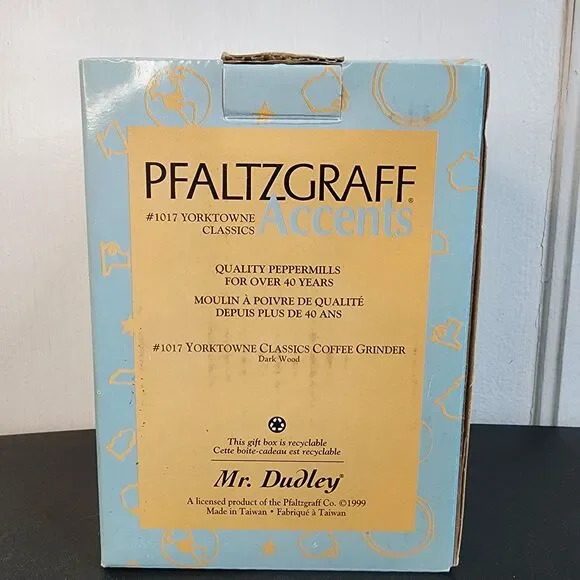 PFALTZGRAFF®
Accents
#1017 YORKTOWNE
CLASSICS
QUALITY PEPPERMILLS
FOR OVER 40 YEARS
MOULIN À POIVRE DE QUALITÉ
DEPUIS PLUS DE 40 ANS
#1017 YORKTOWNE CLASSICS COFFEE GRINDER
Dark Wood
This gift box is recyclable
Cette boite-cadeau est recyclable
Mr. Dudley®
A licensed product of the Pfaltzgraff Co. ©1999
Made in Taiwan • Fabriqué à Taiwan